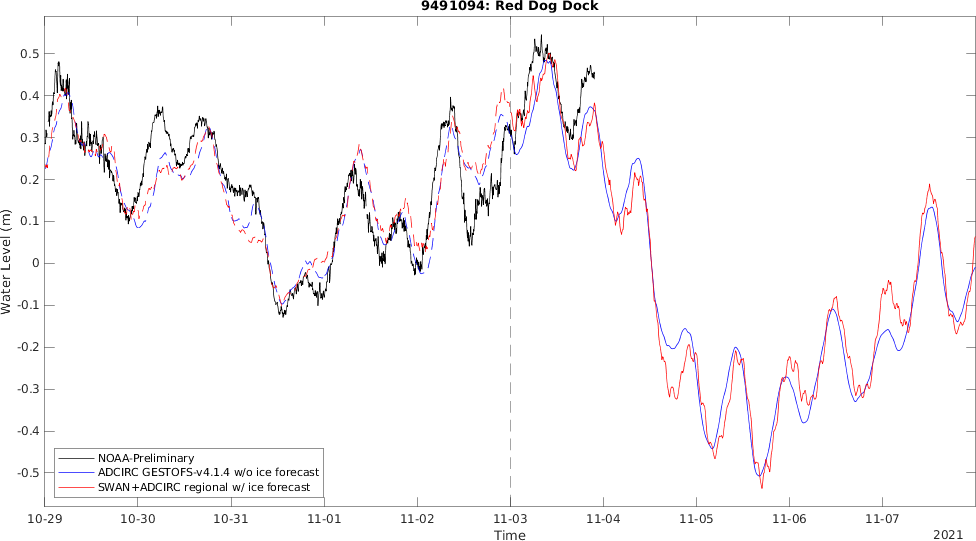 9491094: Red Dog Dock
0.5
0.4
0.3
0.2
0.1
0
-0.1
-0.2
-0.3
-0.4
-0.5
Water Level (m)
NOAA-Preliminary
ADCIRC GESTOFS-v4.1.4 w/o ice forecast
SWAN+ADCIRC regional w/ ice forecast
10-29 10-30 10-31 11-01 11-02 11-03 11-04 11-05 11-06 11-07
Time
2021